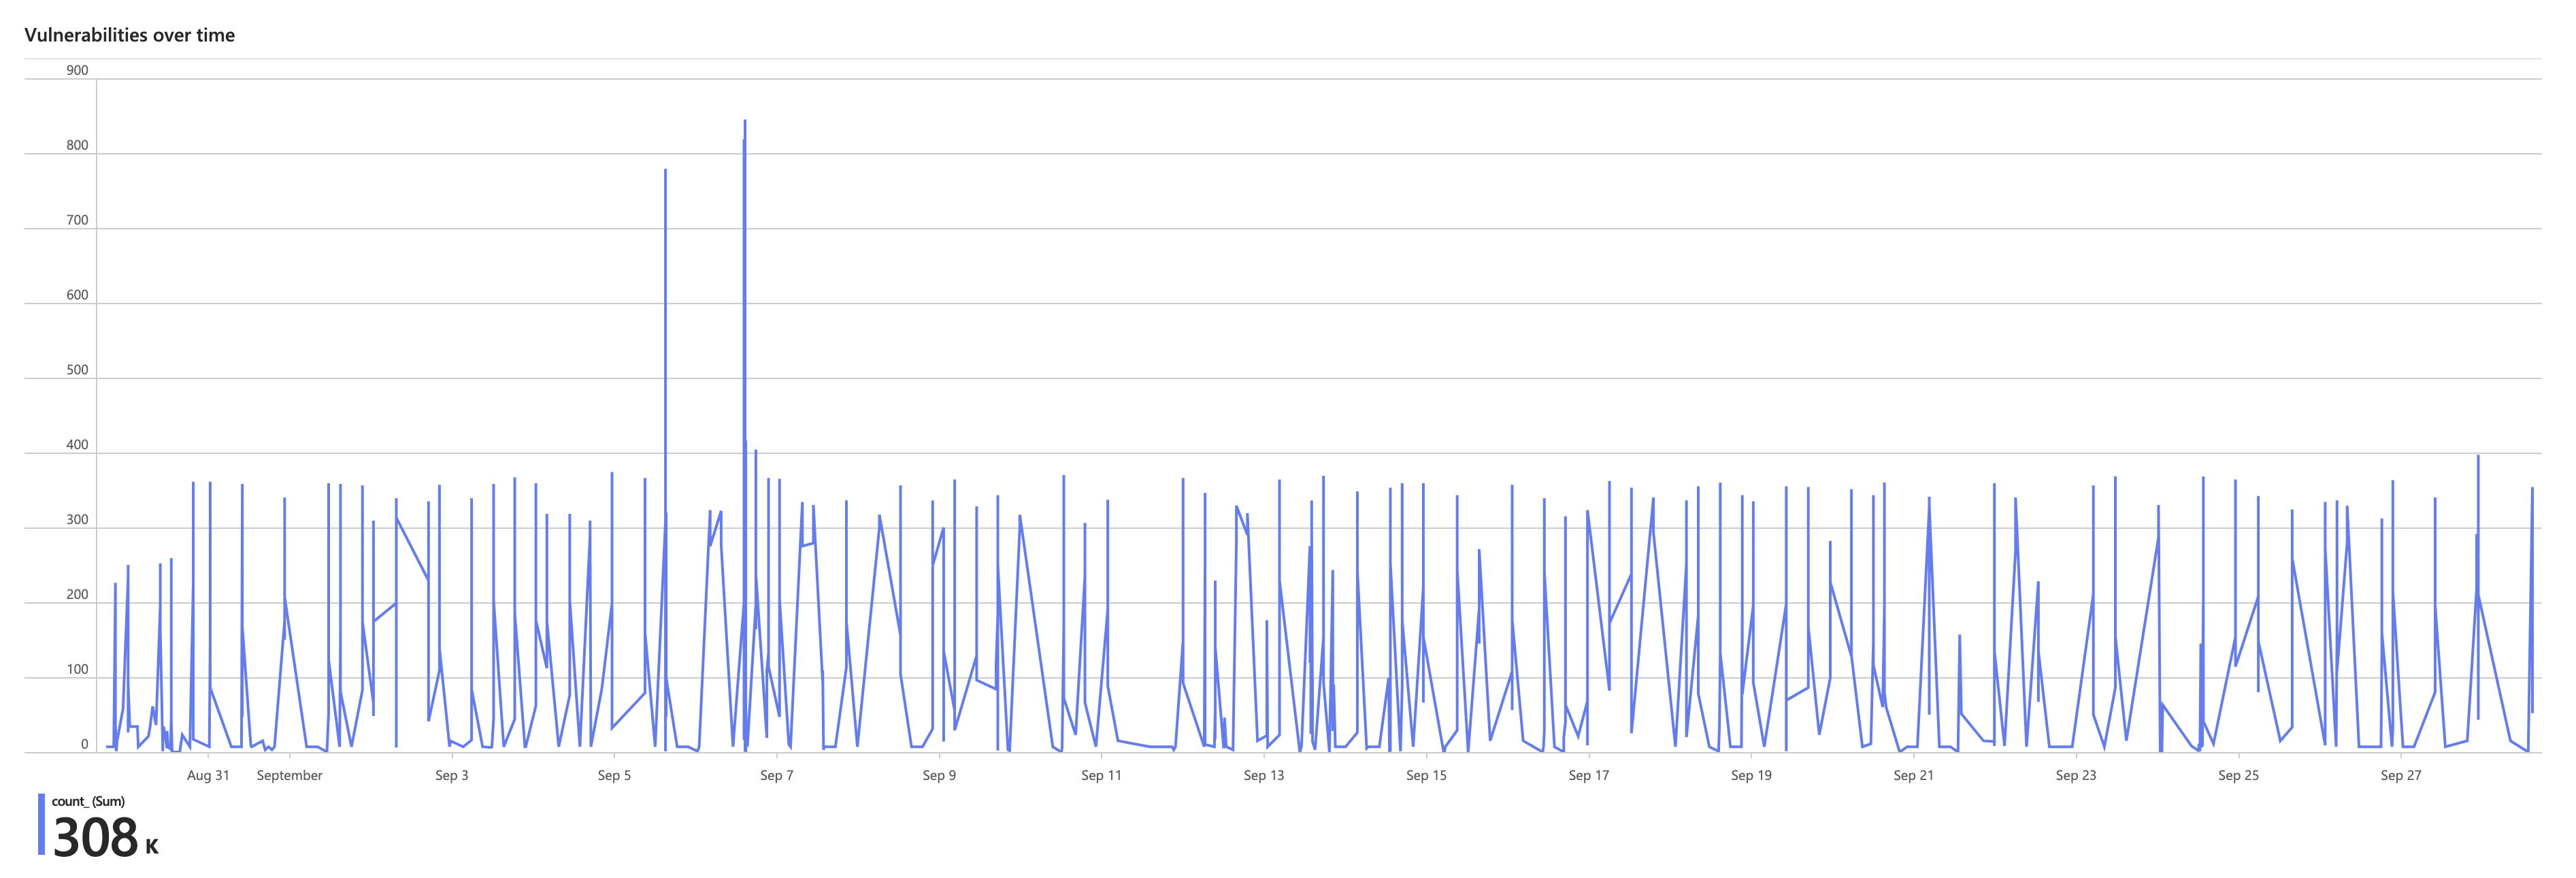 Vulnerabilities over time
900
800
700
600
500
400
300
200
100
0
Aug 31 September Sep 3 Sep 5 Sep 7 Sep 9 Sep 11 Sep 13 Sep 15 Sep 17 Sep 19 Sep 21 Sep 23 Sep 25 Sep 27
count_ (Sum)
308 K